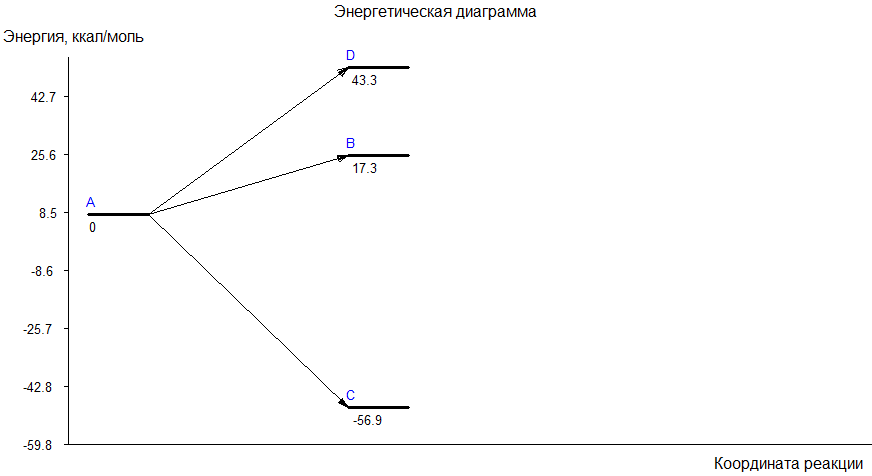 Энергетическая диаграмма
Энергия, ккал/моль
D
43.3
42.7
B
25.6
17.3
A
8.5
0
-8.6
-25.7
-42.8
C
-56.9
-59.8
Координата реакции